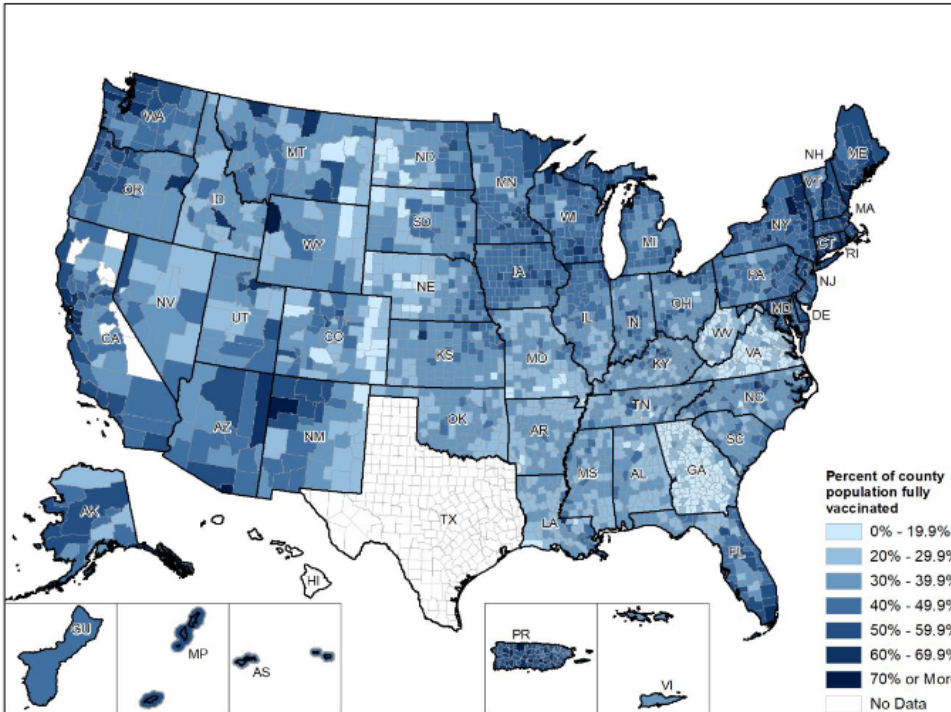 WA
MT
ND
MN
OR
ID
SD
WI
WY
MI
NH
VT
ME
NY
MA
CT
RI
IA
NE
PA
NJ
NV
UT
IL
IN
OH
MD
DE
CA
CO
WV
VA
KS
MO
KY
NC
TN
AZ
NM
OK
AR
SC
MS
AL
GA
TX
LA
FL
AK
HI
GU
MP
AS
PR
VI
Percent of county
population fully
vaccinated
0% - 19.9%
20% - 29.9%
30% - 39.9%
40% - 49.9%
50% - 59.9%
60% - 69.9%
70% or More
No Data